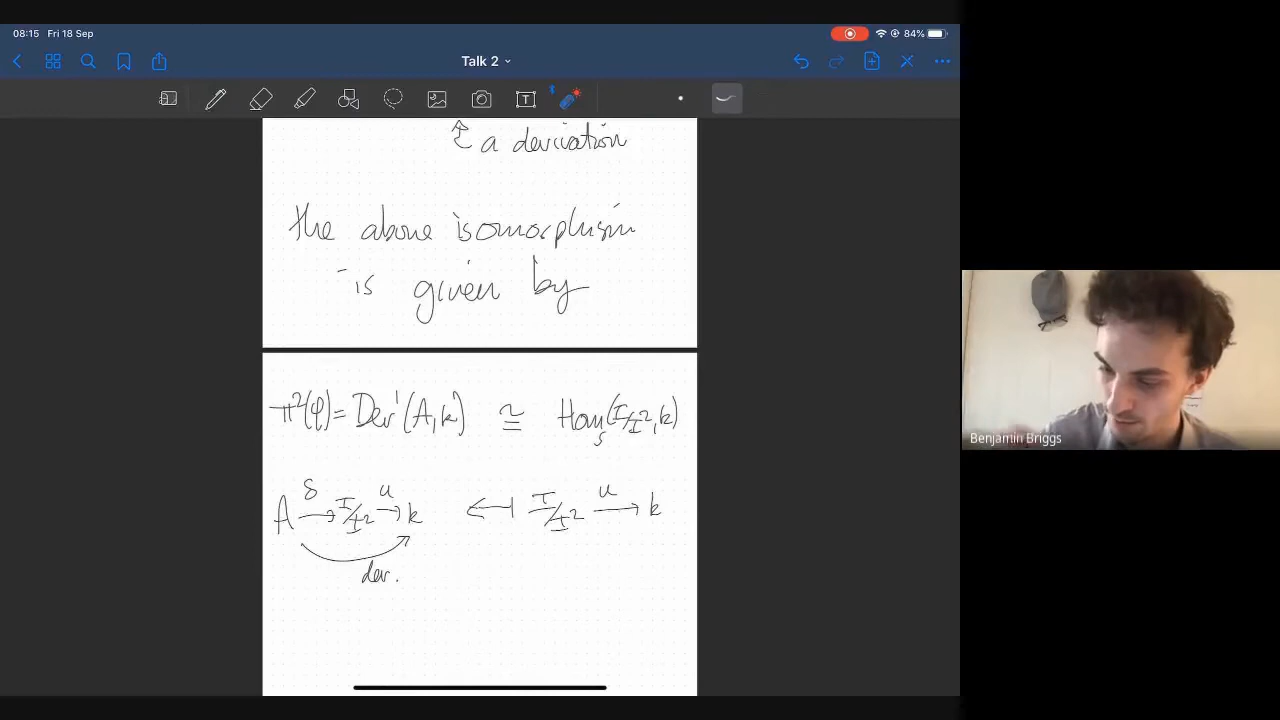 08:15 Fri 18 Sep
84%
Talk 2
T
a derivation
the above isomorphism
is given by
π²(φ) = Der¹(A,k) ≅ Hom_S(I/I², k)
A →δ I/I² →u k ⟻ I/I² →u k
der.
Benjamin Briggs